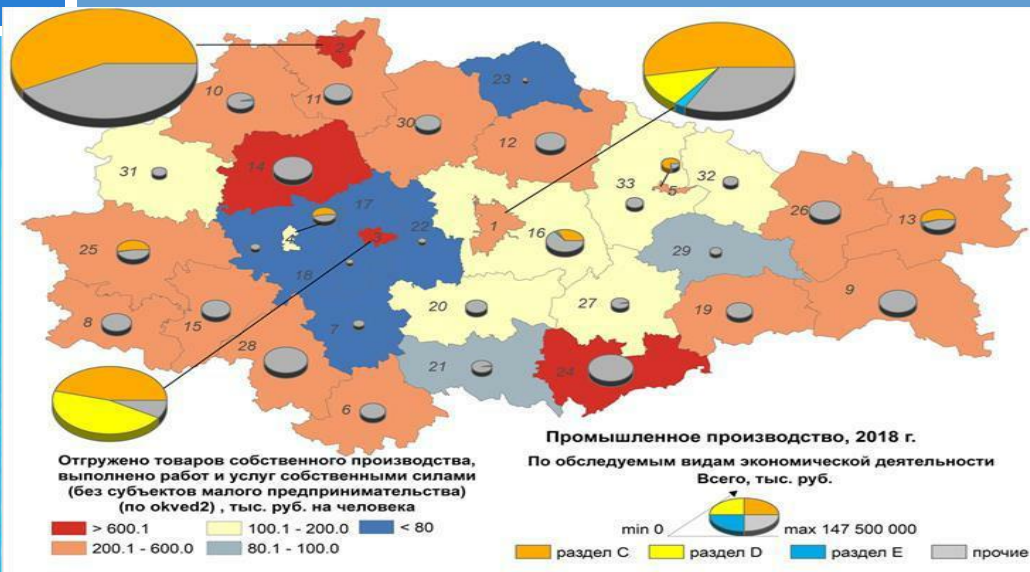 2
10
11
23
30
12
31
14
17
33
5
32
4
3
22
1
16
26
13
25
18
29
20
27
19
9
8
15
7
28
21
24
6
Отгружено товаров собственного производства,
выполнено работ и услуг собственными силами
(без субъектов малого предпринимательства)
(по okved2) , тыс. руб. на человека
> 600.1
100.1 - 200.0
< 80
200.1 - 600.0
80.1 - 100.0
Промышленное производство, 2018 г.
По обследуемым видам экономической деятельности
Всего, тыс. руб.
min 0
max 147 500 000
раздел C
раздел D
раздел E
прочие